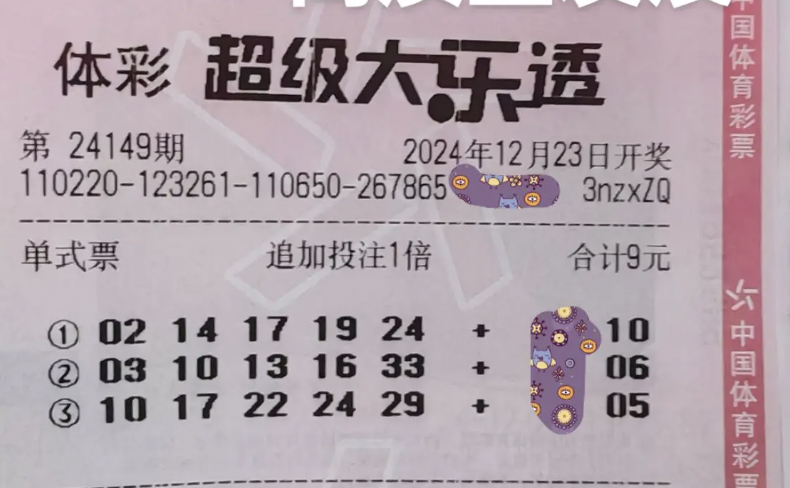 体彩 超级大乐透
第 24149期 2024年12月23日开奖
110220-123261-110650-267865 3nzxZQ
单式票 追加投注1倍 合计9元
① 02 14 17 19 24 + 10
② 03 10 13 16 33 + 06
③ 10 17 22 24 29 + 05
中国体育彩票
中国体育彩票